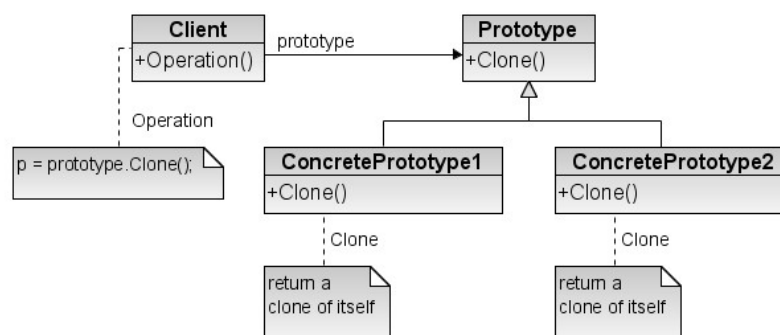 Client
+Operation()
prototype
Prototype
+Clone()
Operation
p = prototype.Clone();
ConcretePrototype1
+Clone()
ConcretePrototype2
+Clone()
Clone
Clone
return a
clone of itself
return a
clone of itself